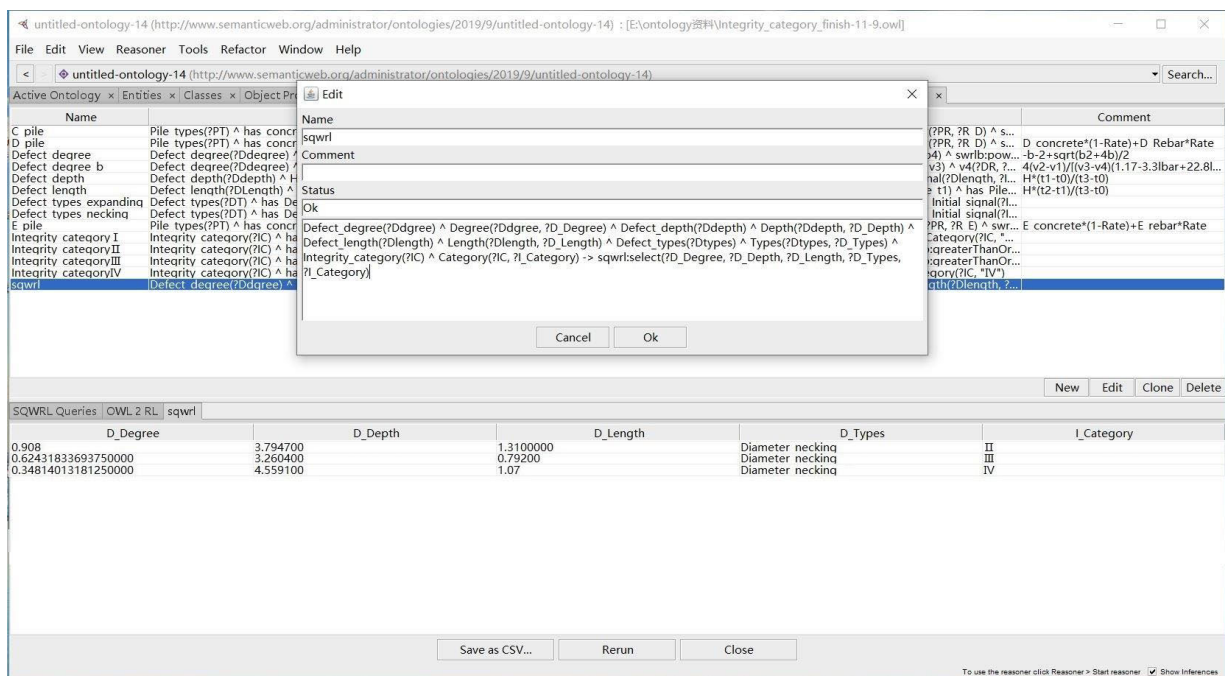 untitled-ontology-14 (http://www.semanticweb.org/administrator/ontologies/2019/9/untitled-ontology-14) : [E:\ontology资料\Integrity_category_finish-11-9.owl]
File Edit View Reasoner Tools Refactor Window Help
< > untitled-ontology-14 (http://www.semanticweb.org/administrator/ontologies/2019/9/untitled-ontology-14) Search...
Active Ontology × Entities × Classes × Object Pro ×
Edit
Name Comment
C pile Pile types(?PT) ^ has concr (?PR, ?R D) ^ s...
D pile Pile types(?PT) ^ has concr (?PR, ?R D) ^ s... D concrete*(1-Rate)+D Rebar*Rate
Defect degree Defect degree(?Ddegree) ^ b4) ^ swrlb:pow... -b-2+sqrt(b2+4b)/2
Defect degree b Defect degree(?Ddegree) ^ v3) ^ v4(?DR, ?... 4(v2-v1)/[(v3-v4)(1.17-3.3lbar+22.8l...
Defect depth Defect depth(?Ddepth) ^ H nal(?Dlength, ?I... H*(t1-t0)/(t3-t0)
Defect length Defect length(?DLength) ^ e t1) ^ has Pile... H*(t2-t1)/(t3-t0)
Defect types expanding Defect types(?DT) ^ has De Initial signal(?I...
Defect types necking Defect types(?DT) ^ has De Initial signal(?I...
E pile Pile types(?PT) ^ has concr ?PR, ?R E) ^ swr... E concrete*(1-Rate)+E rebar*Rate
Integrity category I Integrity category(?IC) ^ ha Category(?IC, "...
Integrity category II Integrity category(?IC) ^ ha :greaterThanOr...
Integrity category III Integrity category(?IC) ^ ha :greaterThanOr...
Integrity categoryIV Integrity category(?IC) ^ ha gory(?IC, "IV")
sqwrl Defect degree(?Ddgree) ^ gth(?Dlength, ?...
Name
sqwrl
Comment
Status
Ok
Defect_degree(?Ddgree) ^ Degree(?Ddgree, ?D_Degree) ^ Defect_depth(?Ddepth) ^ Depth(?Ddepth, ?D_Depth) ^
Defect_length(?Dlength) ^ Length(?Dlength, ?D_Length) ^ Defect_types(?Dtypes) ^ Types(?Dtypes, ?D_Types) ^
Integrity_category(?IC) ^ Category(?IC, ?I_Category) -> sqwrl:select(?D_Degree, ?D_Depth, ?D_Length, ?D_Types,
?I_Category)
Cancel Ok
New Edit Clone Delete
SQWRL Queries OWL 2 RL sqwrl
D_Degree D_Depth D_Length D_Types I_Category
0.908 3.794700 1.3100000 Diameter necking II
0.62431833693750000 3.260400 0.79200 Diameter necking III
0.34814013181250000 4.559100 1.07 Diameter necking IV
Save as CSV... Rerun Close
To use the reasoner click Reasoner > Start reasoner Show Inferences